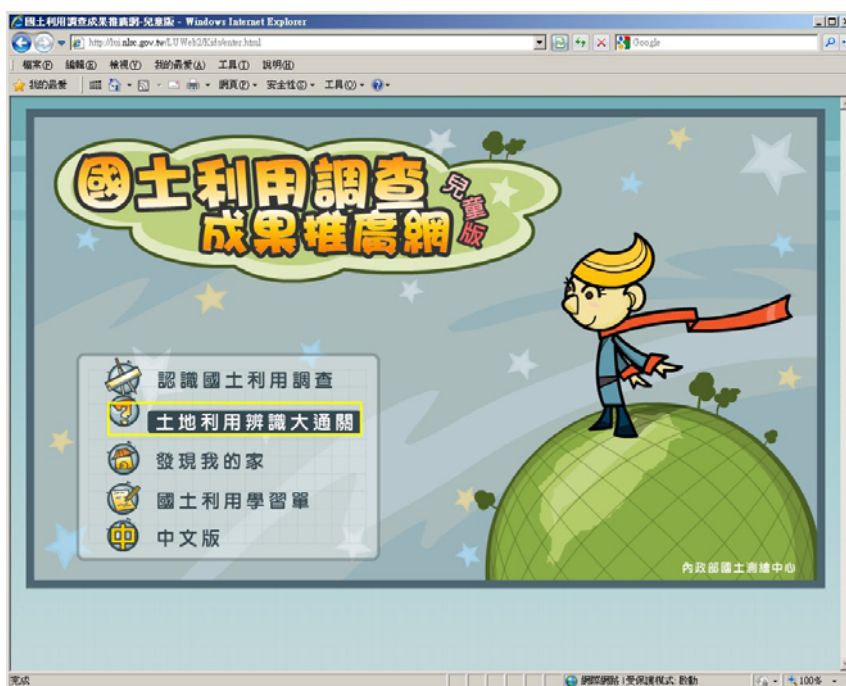 國土利用調查成果推廣網-兒童版 - Windows Internet Explorer
http://lui.nlsc.gov.tw/LUWeb2/Kids/enter.html
Google
檔案(F) 編輯(E) 檢視(V) 我的最愛(A) 工具(T) 說明(H)
我的最愛
網頁(P) 安全性(S) 工具(O)
國土利用調查
成果推廣網
兒童版
認識國土利用調查
土地利用辨識大通關
發現我的家
國土利用學習單
中文版
內政部國土測繪中心
完成
網際網路 | 受保護模式: 啟動
100%